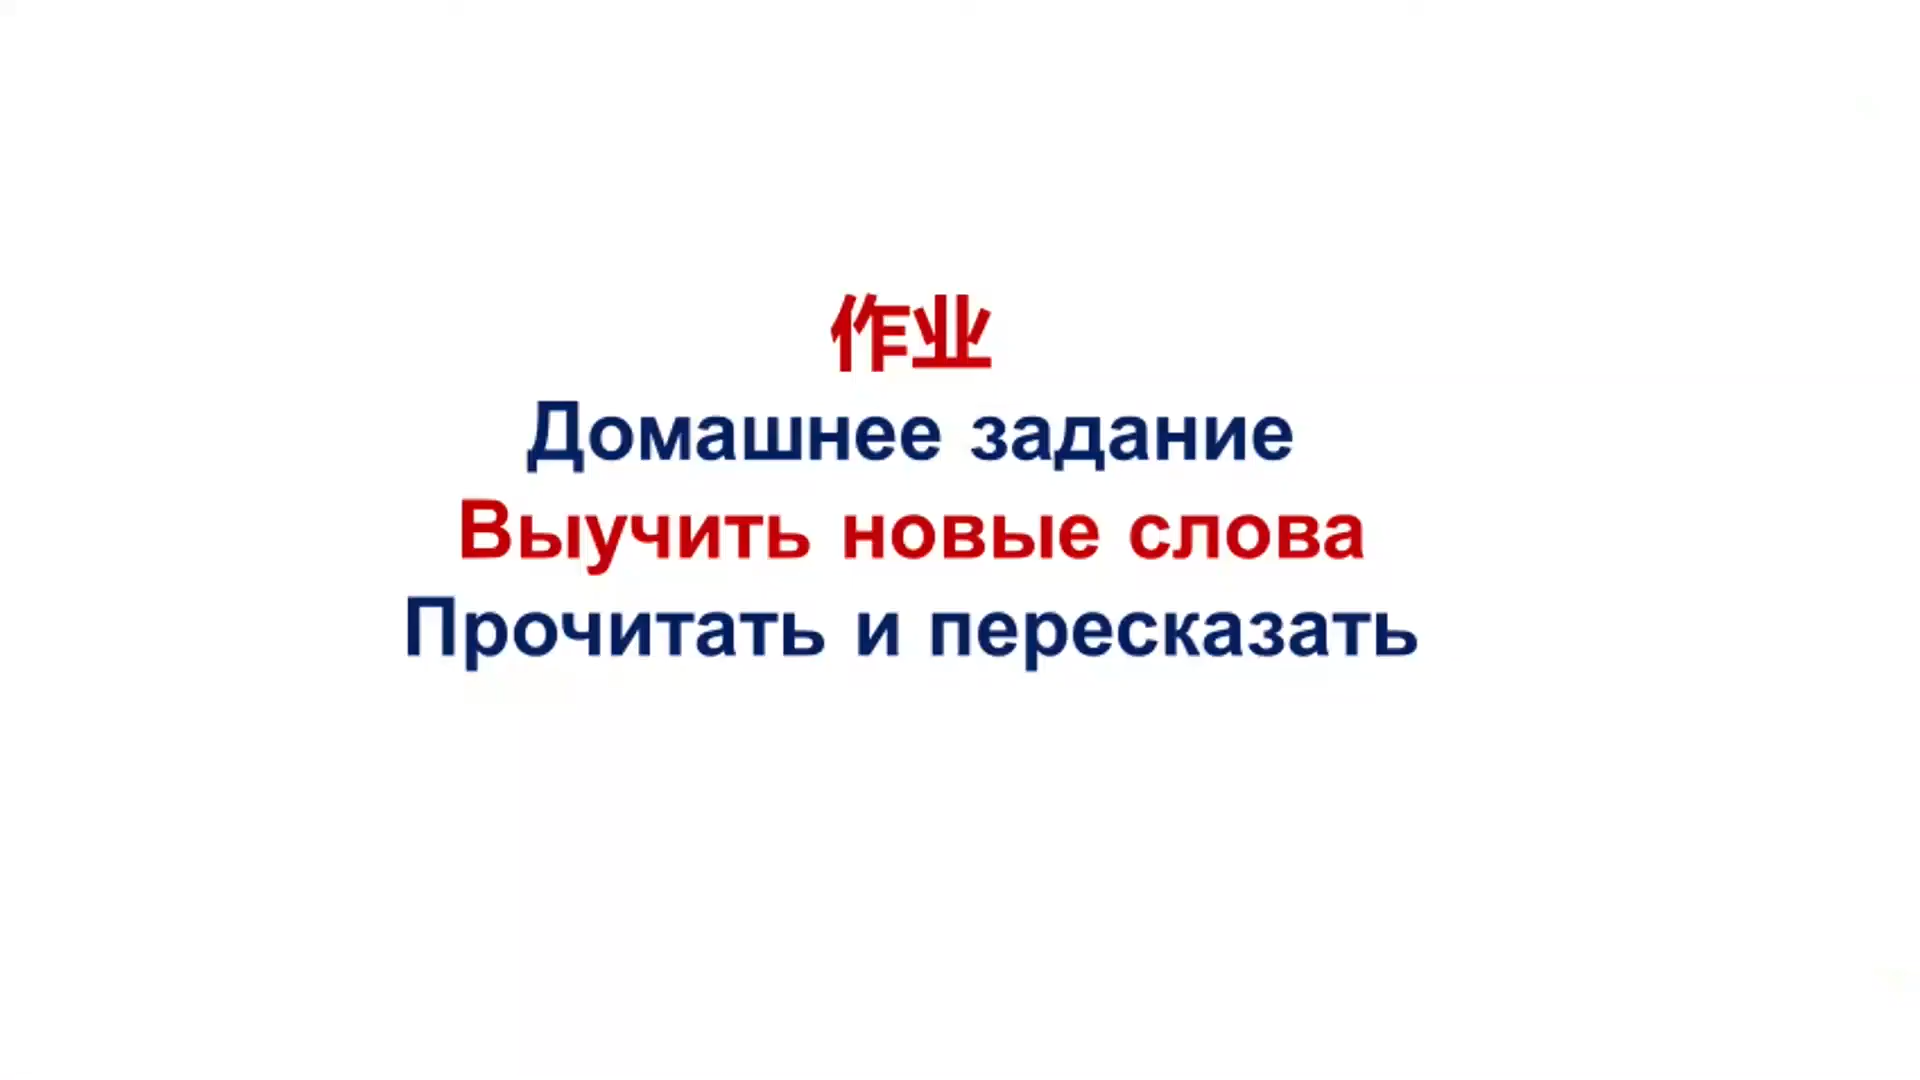 作业
Домашнее задание
Выучить новые слова
Прочитать и пересказать